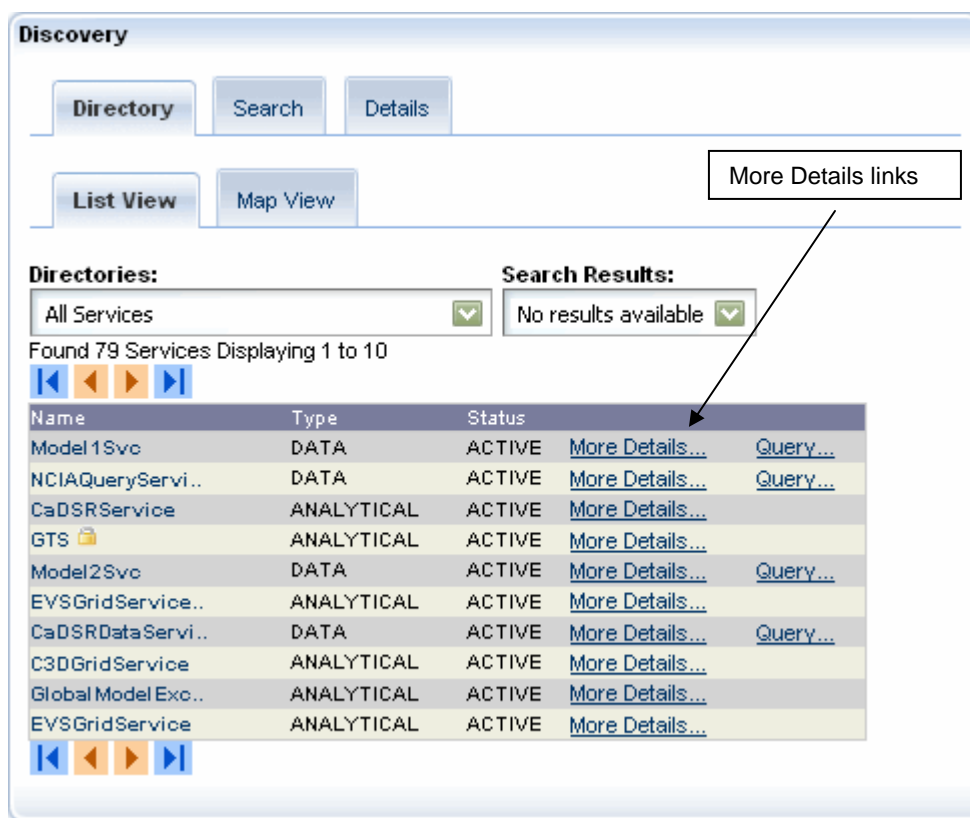 Discovery
Directory Search Details
More Details links
List View Map View
Directories: Search Results:
All Services No results available
Found 79 Services Displaying 1 to 10
Name Type Status
Model1Svc DATA ACTIVE More Details... Query...
NCIAQueryServi.. DATA ACTIVE More Details... Query...
CaDSRService ANALYTICAL ACTIVE More Details...
GTS ANALYTICAL ACTIVE More Details...
Model2Svc DATA ACTIVE More Details... Query...
EVSGridService.. ANALYTICAL ACTIVE More Details...
CaDSRDataServi.. DATA ACTIVE More Details... Query...
C3DGridService ANALYTICAL ACTIVE More Details...
Global Model Exc.. ANALYTICAL ACTIVE More Details...
EVSGridService ANALYTICAL ACTIVE More Details...